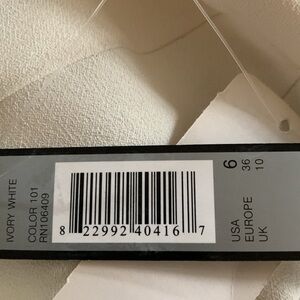 IVORY WHITE
COLOR 101
RN106409
8 22992 40416 7
USA 6
EUROPE 36
UK 10